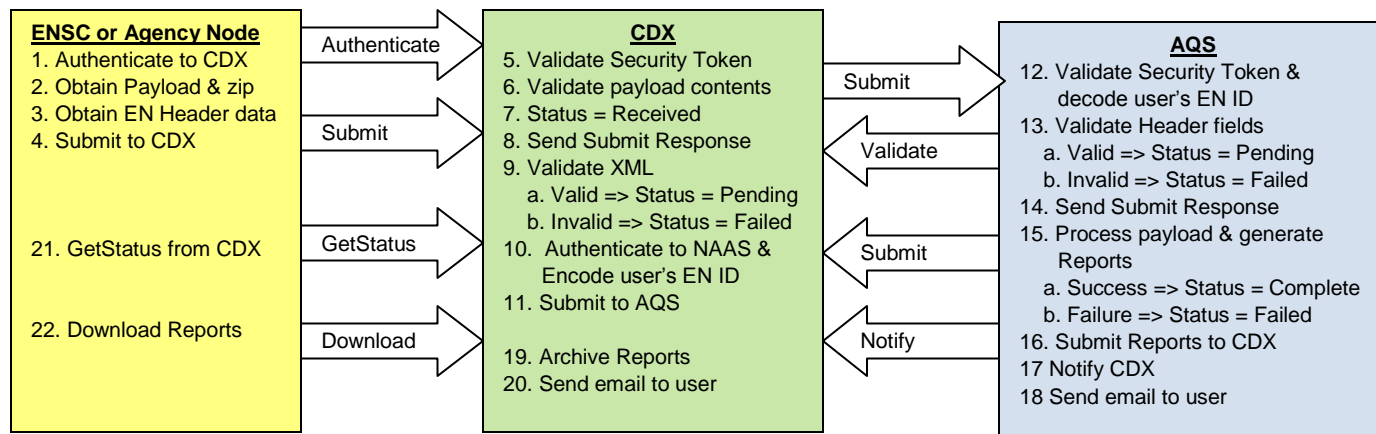 ENSC or Agency Node
1. Authenticate to CDX
2. Obtain Payload & zip
3. Obtain EN Header data
4. Submit to CDX
21. GetStatus from CDX
22. Download Reports
Authenticate
Submit
GetStatus
Download
CDX
5. Validate Security Token
6. Validate payload contents
7. Status = Received
8. Send Submit Response
9. Validate XML
a. Valid => Status = Pending
b. Invalid => Status = Failed
10. Authenticate to NAAS &
Encode user's EN ID
11. Submit to AQS
19. Archive Reports
20. Send email to user
Submit
Validate
Submit
Notify
AQS
12. Validate Security Token &
decode user's EN ID
13. Validate Header fields
a. Valid => Status = Pending
b. Invalid => Status = Failed
14. Send Submit Response
15. Process payload & generate
Reports
a. Success => Status = Complete
b. Failure => Status = Failed
16. Submit Reports to CDX
17 Notify CDX
18 Send email to user